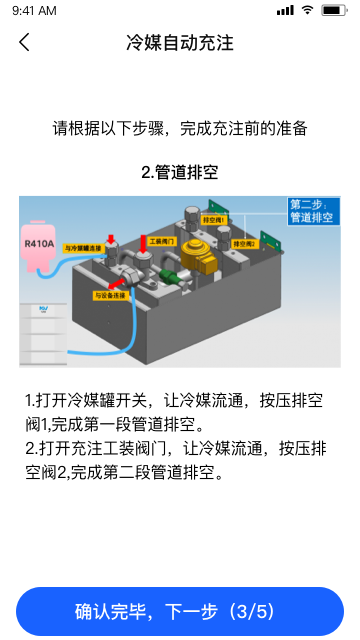 9:41 AM
冷媒自动充注
请根据以下步骤，完成充注前的准备
2.管道排空
第二步：
管道排空
排空阀1
R410A
与冷媒罐连接
工装阀门
排空阀2
与设备连接
1.打开冷媒罐开关，让冷媒流通，按压排空
阀1,完成第一段管道排空。
2.打开充注工装阀门，让冷媒流通，按压排
空阀2,完成第二段管道排空。
确认完毕，下一步（3/5）